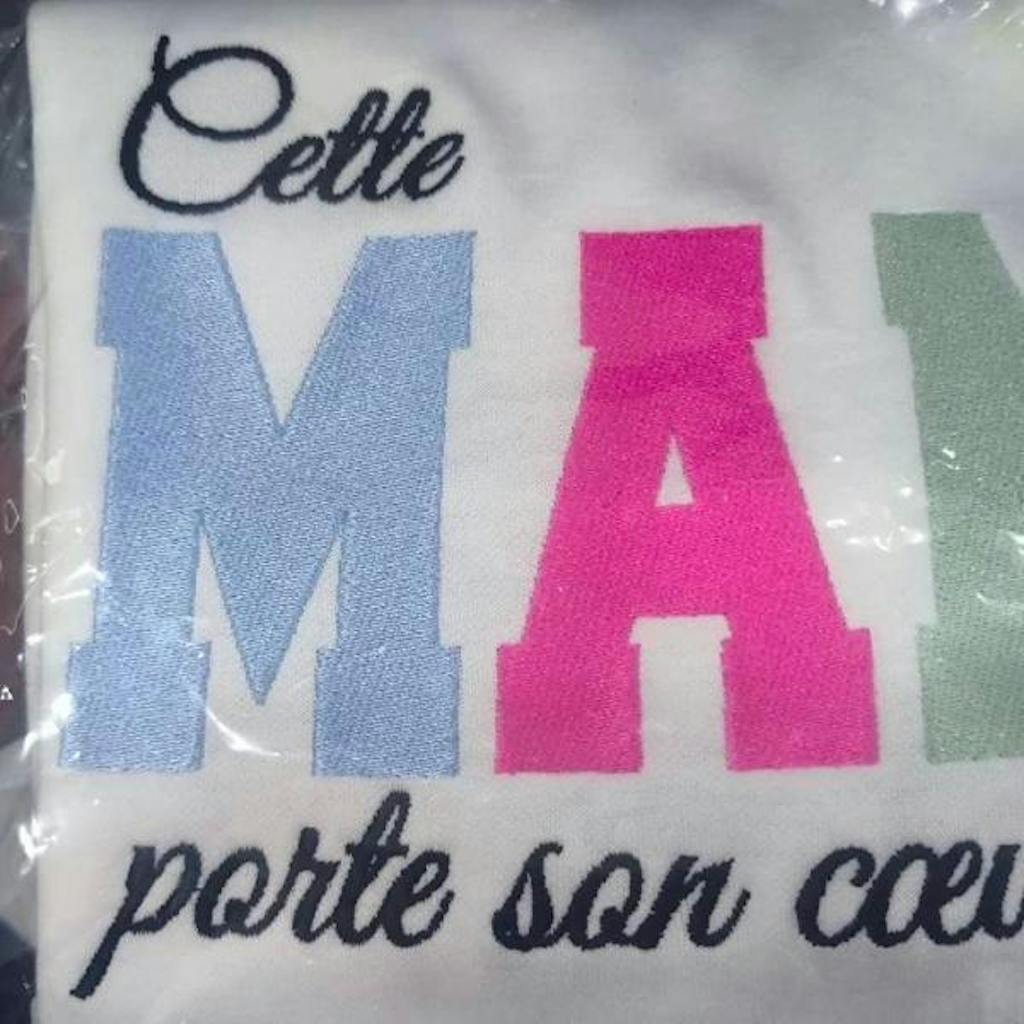 Cette
MA
porte son cœu